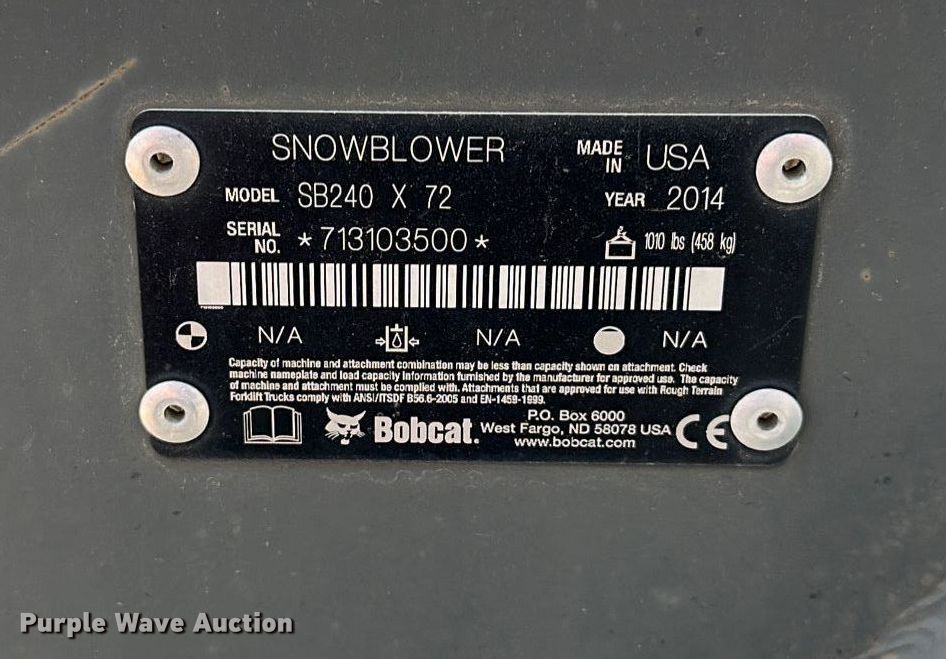 SNOWBLOWER MADE IN USA
MODEL SB240 X 72 YEAR 2014
SERIAL NO. *713103500* 1010 lbs (458 kg)
N/A N/A N/A
Capacity of machine and attachment combination may be less than capacity shown on attachment. Check
machine nameplate and load capacity information furnished by the manufacturer for approved use. The capacity
of machine and attachment must be complied with. Attachments that are approved for use with Rough Terrain
Forklift Trucks comply with ANSI/ITSDF B56.6-2005 and EN-1459-1999.
Bobcat.
P.O. Box 6000
West Fargo, ND 58078 USA
www.bobcat.com
CE
Purple Wave Auction